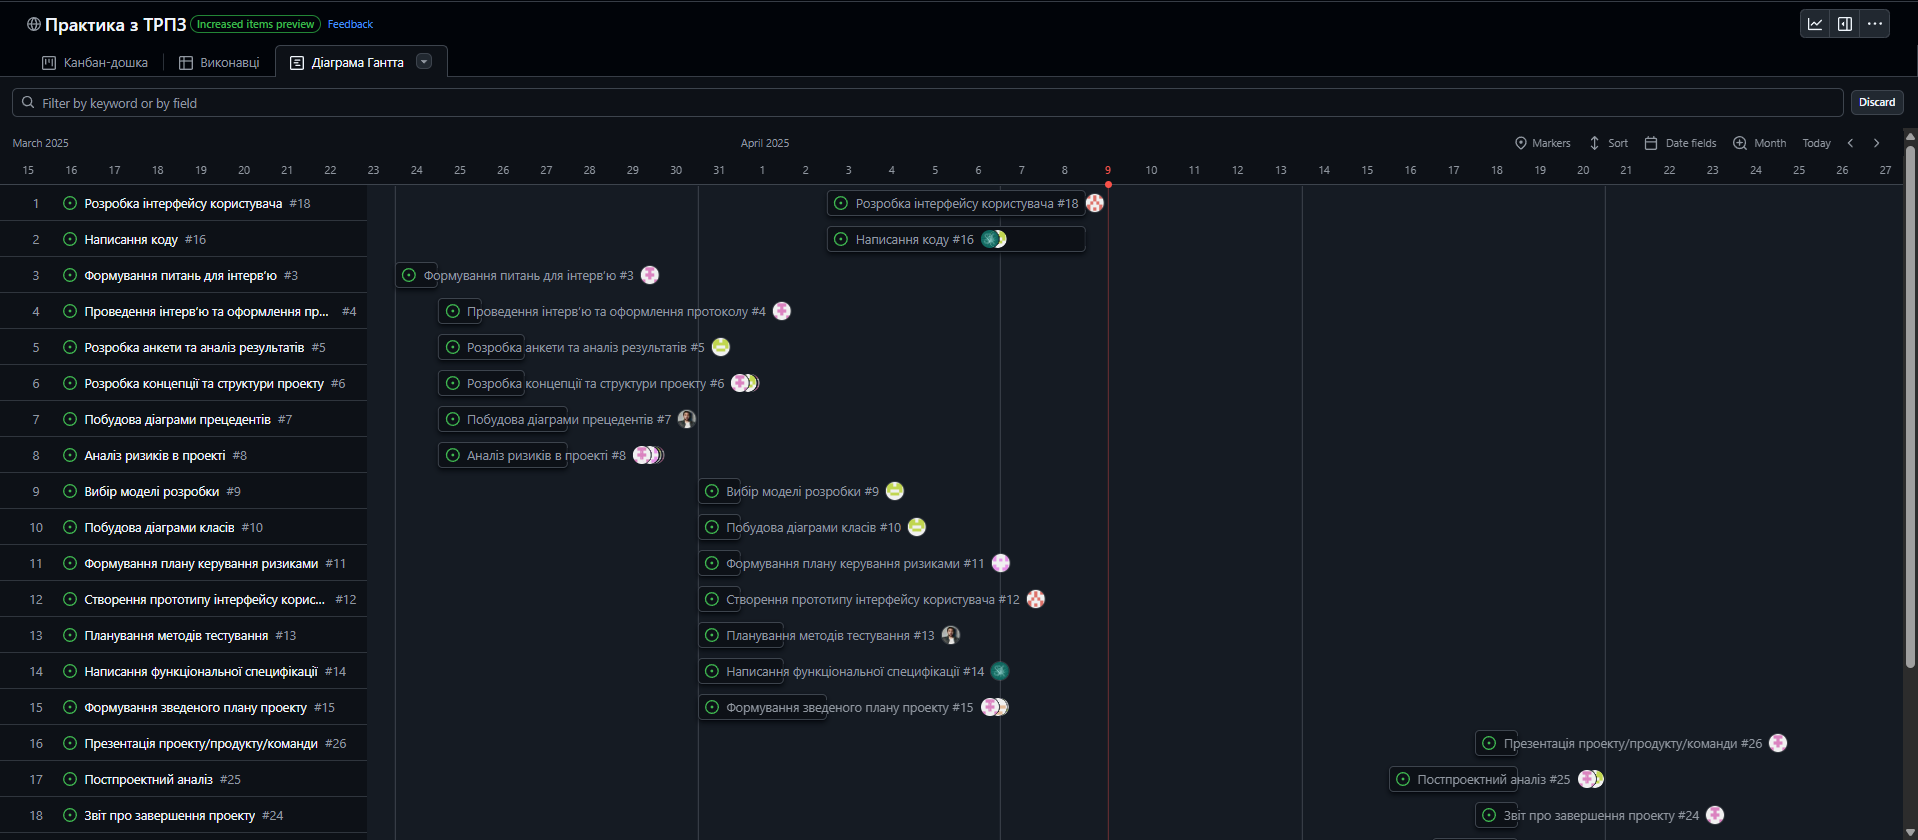 Практика з ТРПЗ Increased items preview Feedback
Канбан-дошка Виконавці Діаграма Гантта
Filter by keyword or by field Discard
March 2025 April 2025 Markers Sort Date fields Month Today
15 16 17 18 19 20 21 22 23 24 25 26 27 28 29 30 31 1 2 3 4 5 6 7 8 9 10 11 12 13 14 15 16 17 18 19 20 21 22 23 24 25 26 27
1 Розробка інтерфейсу користувача #18 Розробка інтерфейсу користувача #18
2 Написання коду #16 Написання коду #16
3 Формування питань для інтерв'ю #3 Формування питань для інтерв'ю #3
4 Проведення інтерв'ю та оформлення пр... #4 Проведення інтерв'ю та оформлення протоколу #4
5 Розробка анкети та аналіз результатів #5 Розробка анкети та аналіз результатів #5
6 Розробка концепції та структури проекту #6 Розробка концепції та структури проекту #6
7 Побудова діаграми прецедентів #7 Побудова діаграми прецедентів #7
8 Аналіз ризиків в проекті #8 Аналіз ризиків в проекті #8
9 Вибір моделі розробки #9 Вибір моделі розробки #9
10 Побудова діаграми класів #10 Побудова діаграми класів #10
11 Формування плану керування ризиками #11 Формування плану керування ризиками #11
12 Створення прототипу інтерфейсу корис... #12 Створення прототипу інтерфейсу користувача #12
13 Планування методів тестування #13 Планування методів тестування #13
14 Написання функціональної специфікації #14 Написання функціональної специфікації #14
15 Формування зведеного плану проекту #15 Формування зведеного плану проекту #15
16 Презентація проекту/продукту/команди #26 Презентація проекту/продукту/команди #26
17 Постпроектний аналіз #25 Постпроектний аналіз #25
18 Звіт про завершення проекту #24 Звіт про завершення проекту #24